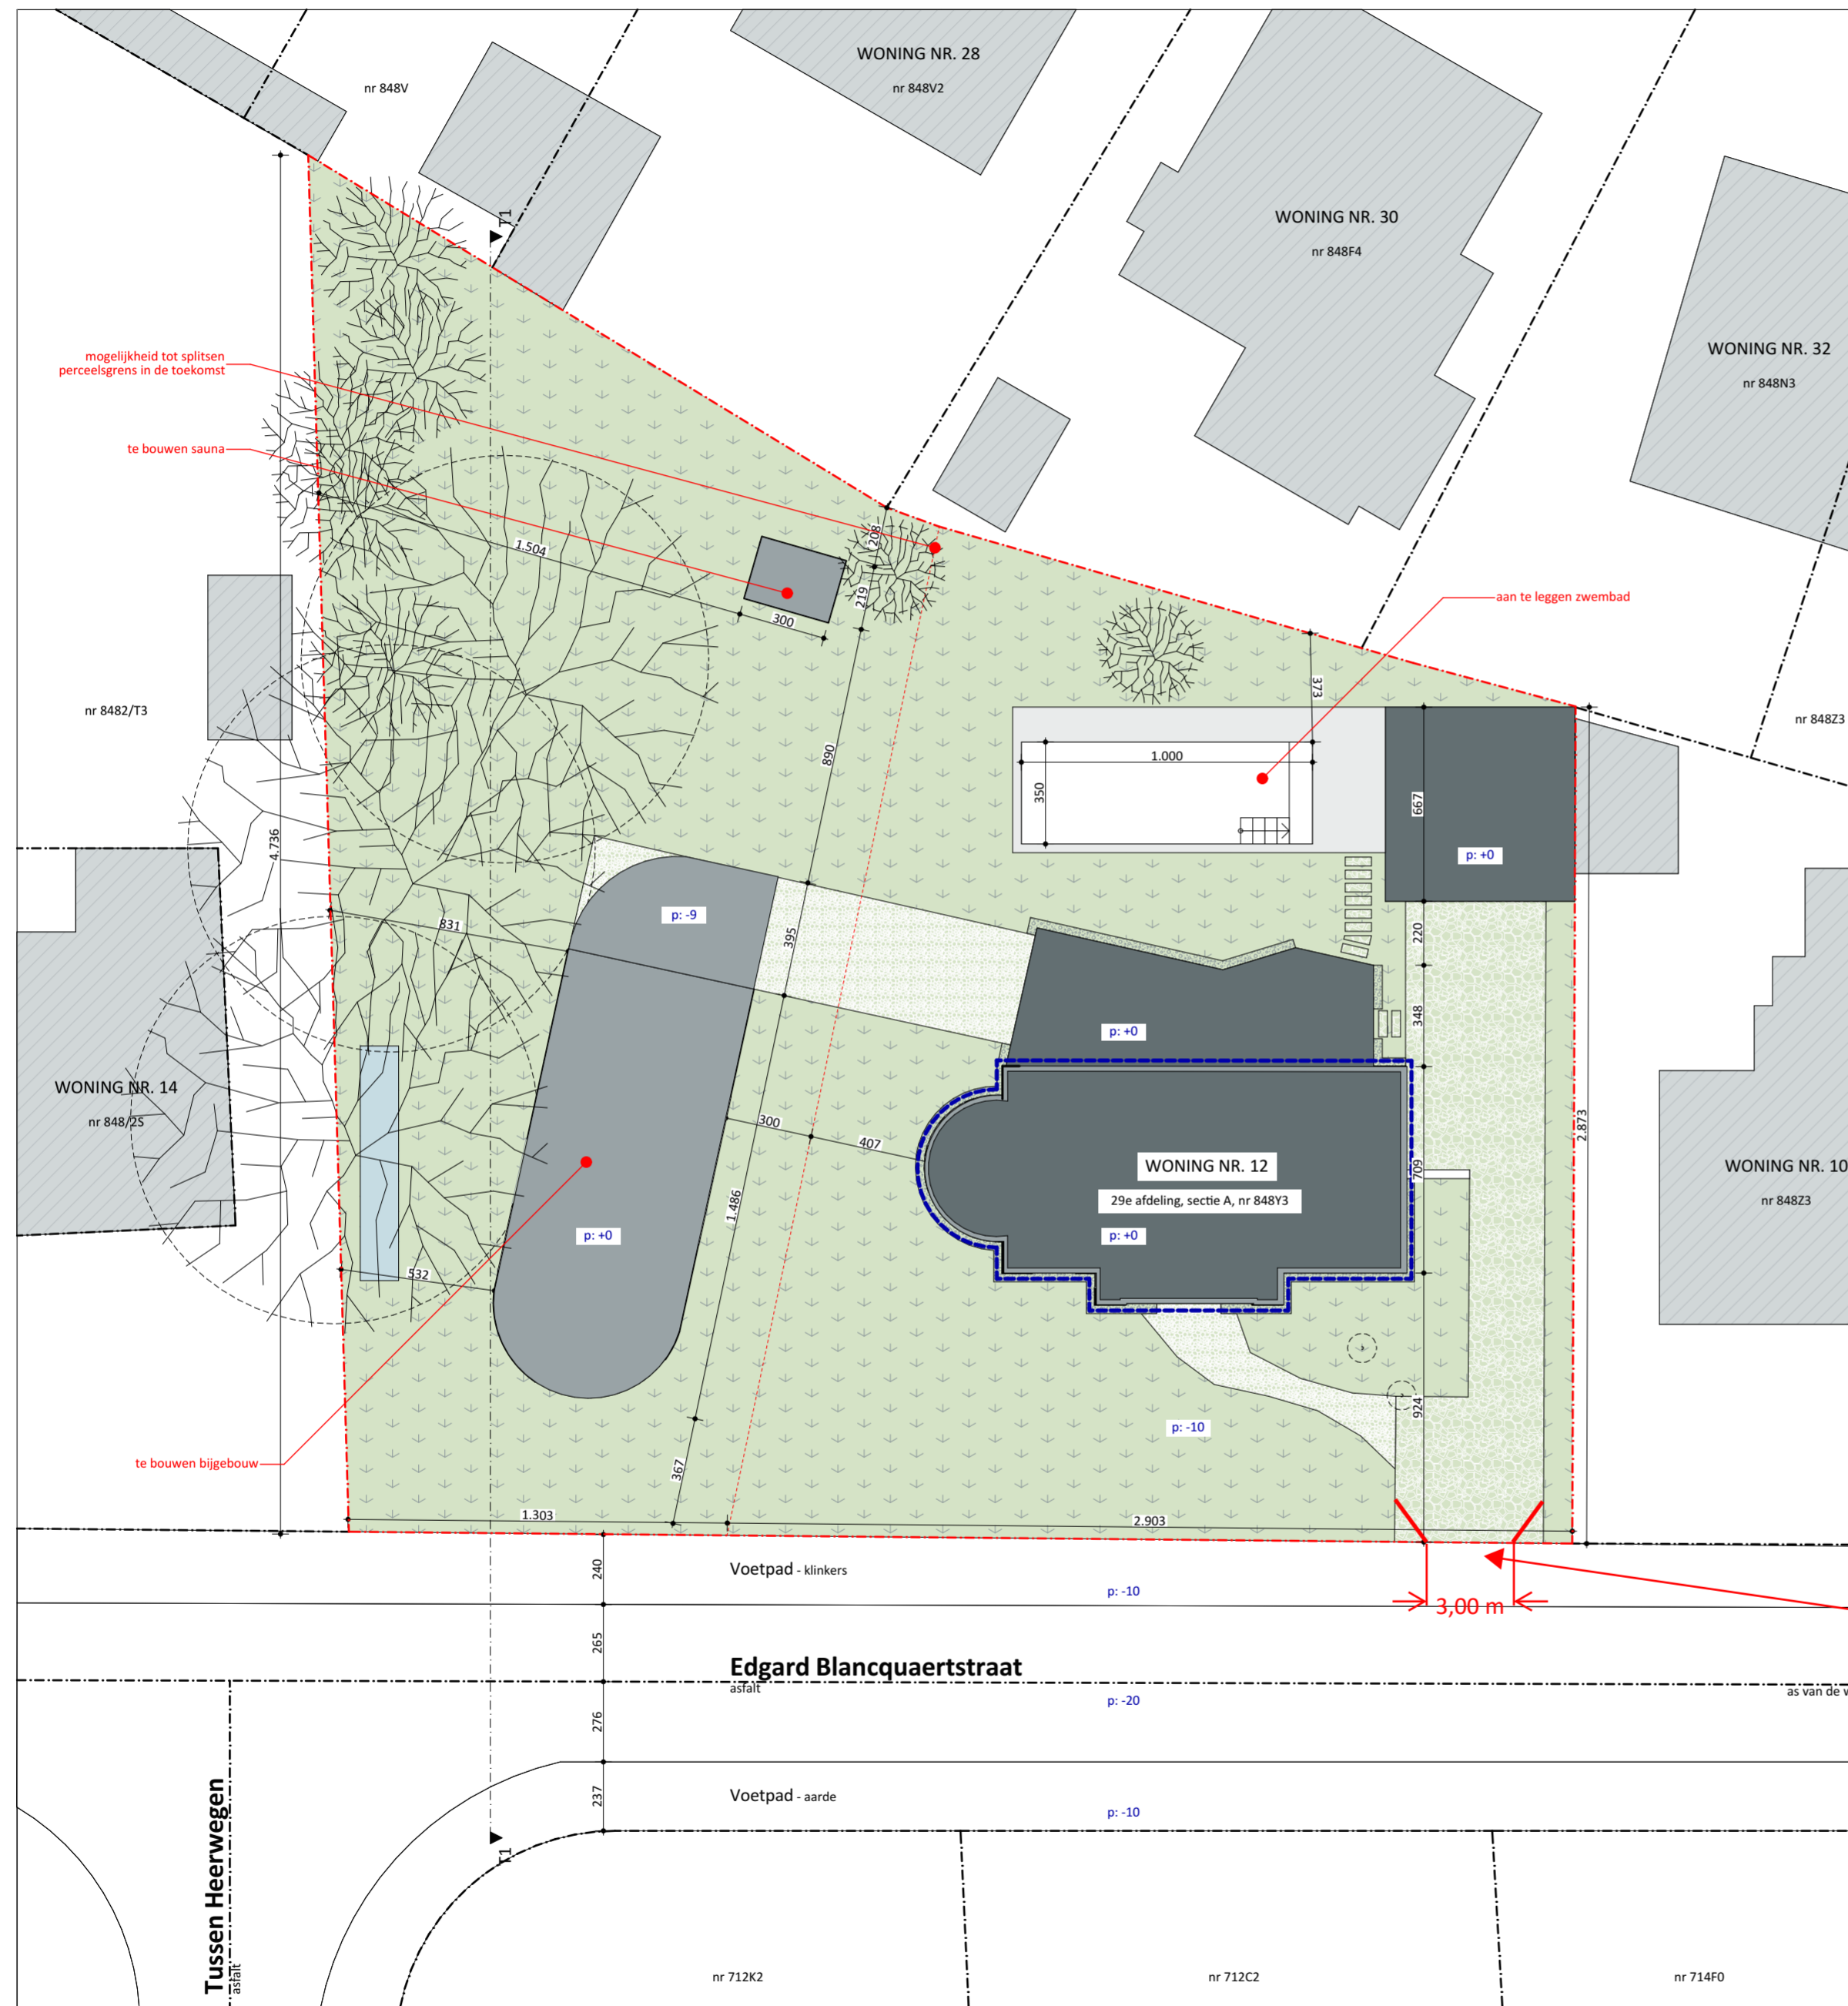 WONING NR. 28
nr 848V2
nr 848V
T1
WONING NR. 30
nr 848F4
WONING NR. 32
nr 848N3
mogelijkheid tot splitsen
perceelsgrens in de toekomst
te bouwen sauna
208
1.504
219
300
aan te leggen zwembad
373
nr 8482/T3
nr 848Z3
890
1.000
350
667
p: +0
4.736
p: -9
831
395
220
348
p: +0
WONING NR. 14
nr 848/2S
300
407
2.873
709
WONING NR. 12
29e afdeling, sectie A, nr 848Y3
p: +0
WONING NR. 10
nr 848Z3
1.486
p: +0
532
924
p: -10
te bouwen bijgebouw
367
1.303
2.903
240
Voetpad - klinkers
p: -10
3,00 m
265
Edgard Blancquaertstraat
asfalt
p: -20
as van de w
276
237
Voetpad - aarde
p: -10
T1
Tussen Heerwegen
asfalt
nr 712K2
nr 712C2
nr 714F0